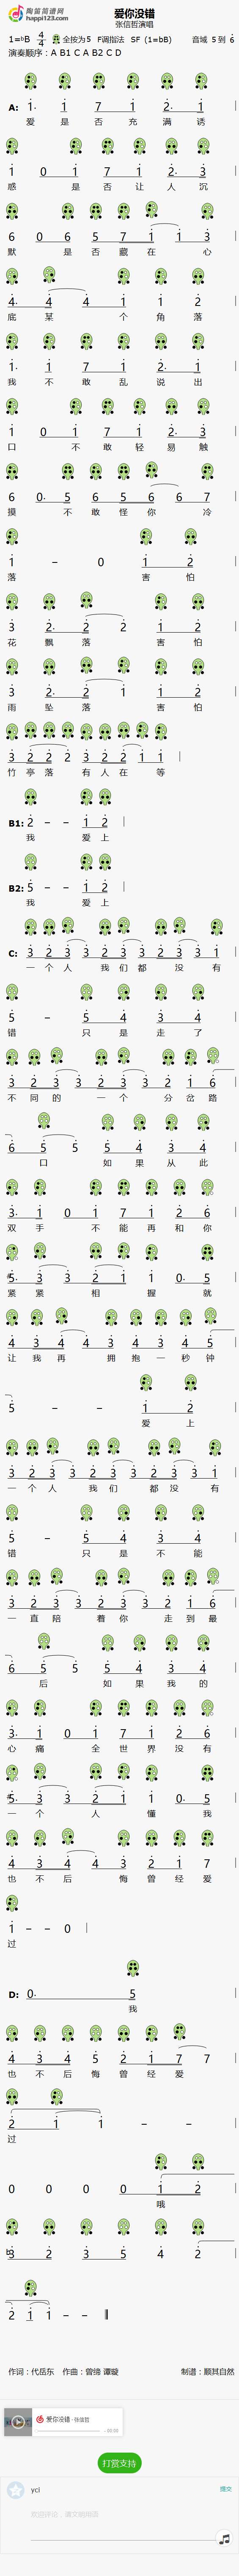 陶笛简谱网
happi123.com
爱你没错
张信哲演唱
1=♭B 4/4 全按为5 F调指法 SF (1=bB) 音域 5 到 6
演奏顺序: A B1 C A B2 C D
A: 1. 1 7 1 2. 1
爱 是 否 充 满 诱
1 0 1 1 1 2. 3
惑 是 否 让 人 沉
6 0 6 5 7 1 1 3
默 是 否 藏 在 心
4. 4 4 1 1 2
底 某 个 角 落
1. 1 7 1 2. 1
我 不 敢 乱 说 出
1 0 1 7 1 2. 3
口 不 敢 轻 易 触
6 0. 5 6 5 6 6 7
摸 不 敢 怪 你 冷
1 – 0 1 2
落 害 怕
3 2. 2 2 1 2
花 飘 落 害 怕
3 2. 2 1 1 2
雨 坠 落 害 怕
3 2 2 2 3 2 2 1 1
竹 亭 落 有 人 在 等
B1: 2 – – 1 2
我 爱 上
B2: 5 – – 1 2
我 爱 上
C: 3 2 3 3 2 3 3 2 3 3 1
一 个 人 我 们 都 没 有
5 – 5 4 3 4
错 只 是 走 了
3 2 3 3 2 3 3 2 1 6
不 同 的 一 个 分 岔 路
6 5 5 5 4 3 4
口 如 果 从 此
3. 1 0 1 7 1 2 6
双 手 不 能 再 和 你
5. 3 3 2 1 1 0. 5
紧 紧 相 握 就
4 3 4 4 3 4 3 4 5
让 我 再 拥 抱 一 秒 钟
5 – – 1 2
爱 上
3 2 3 3 2 3 3 2 3 3 1
一 个 人 我 们 都 没 有
5 – 5 4 3 4
错 只 是 不 能
3 2 3 3 2 3 3 2 1 6
一 直 陪 着 你 走 到 最
6 5 5 5 4 3 4
后 如 果 我 的
3. 1 0 1 7 1 2 6
心 痛 全 世 界 没 有
5. 3 3 2 1 1 0. 5
一 个 人 懂 我
4 3 4 4 3 2 1 7
也 不 后 悔 曾 经 爱
1 – – 0
过
D: 0. 5
我
4 3 4 5 2 1 7 7
也 不 后 悔 曾 经 爱
2 1 1 – –
过
0 0 0 0 1 2
哦
b3 2 3 5 4 2
2 1 1 – –
作词:代岳东 作曲:曾缔 谭璇 制谱:顺其自然
爱你没错 - 张信哲
打赏支持
ycl
提交